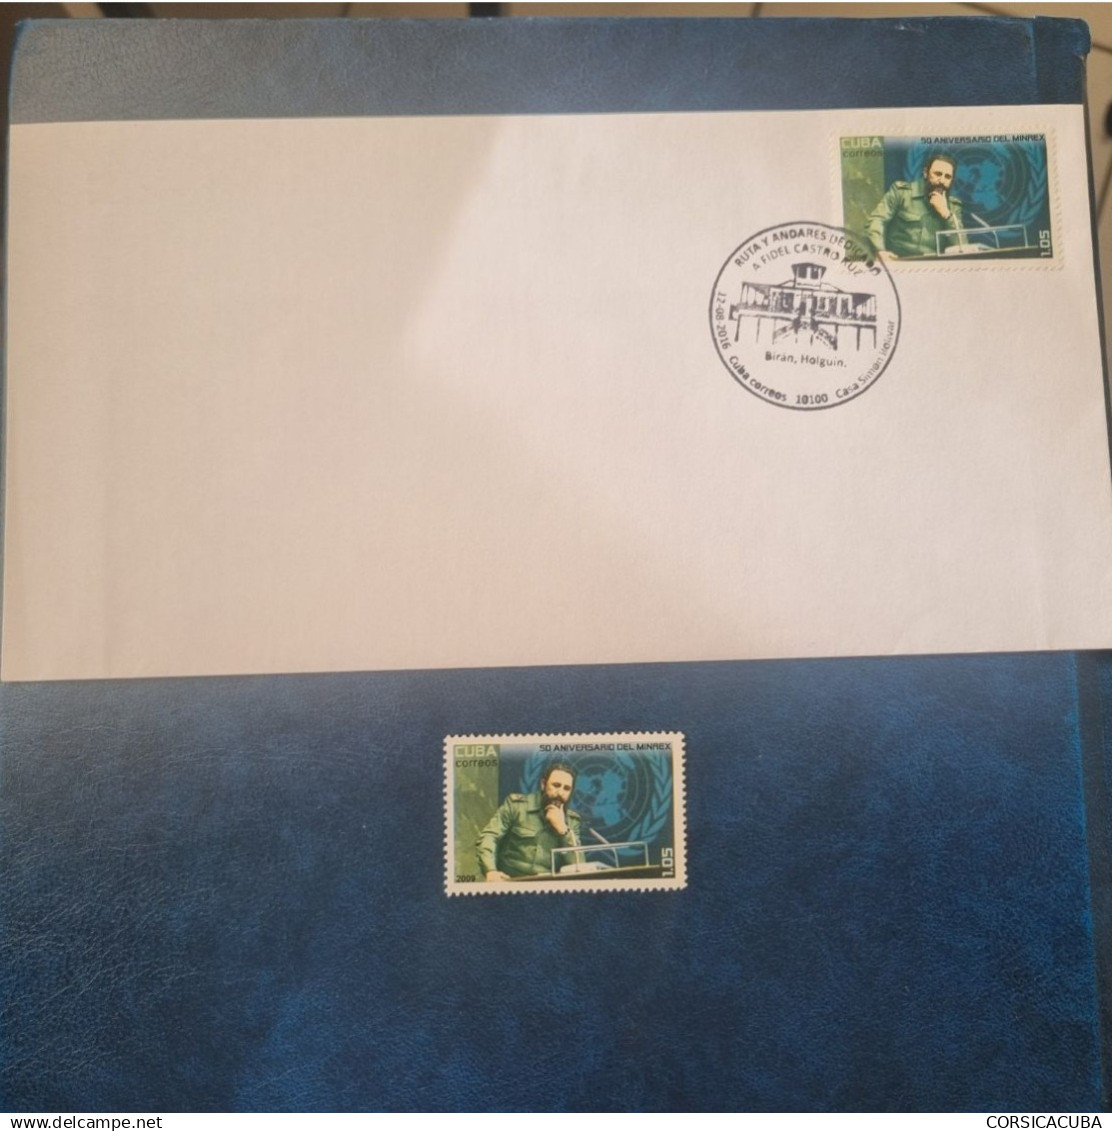 CUBA
correos
50 ANIVERSARIO DEL MINREX
1.05
RUTA Y ANDARES DEDICADO
A FIDEL CASTRO RUZ
12-08-2016
Birán, Holguín.
Cuba correos 10100 Casa Simón Bolívar
CUBA
correos
50 ANIVERSARIO DEL MINREX
2009
1.05
delcampe.net
CORSICACUBA